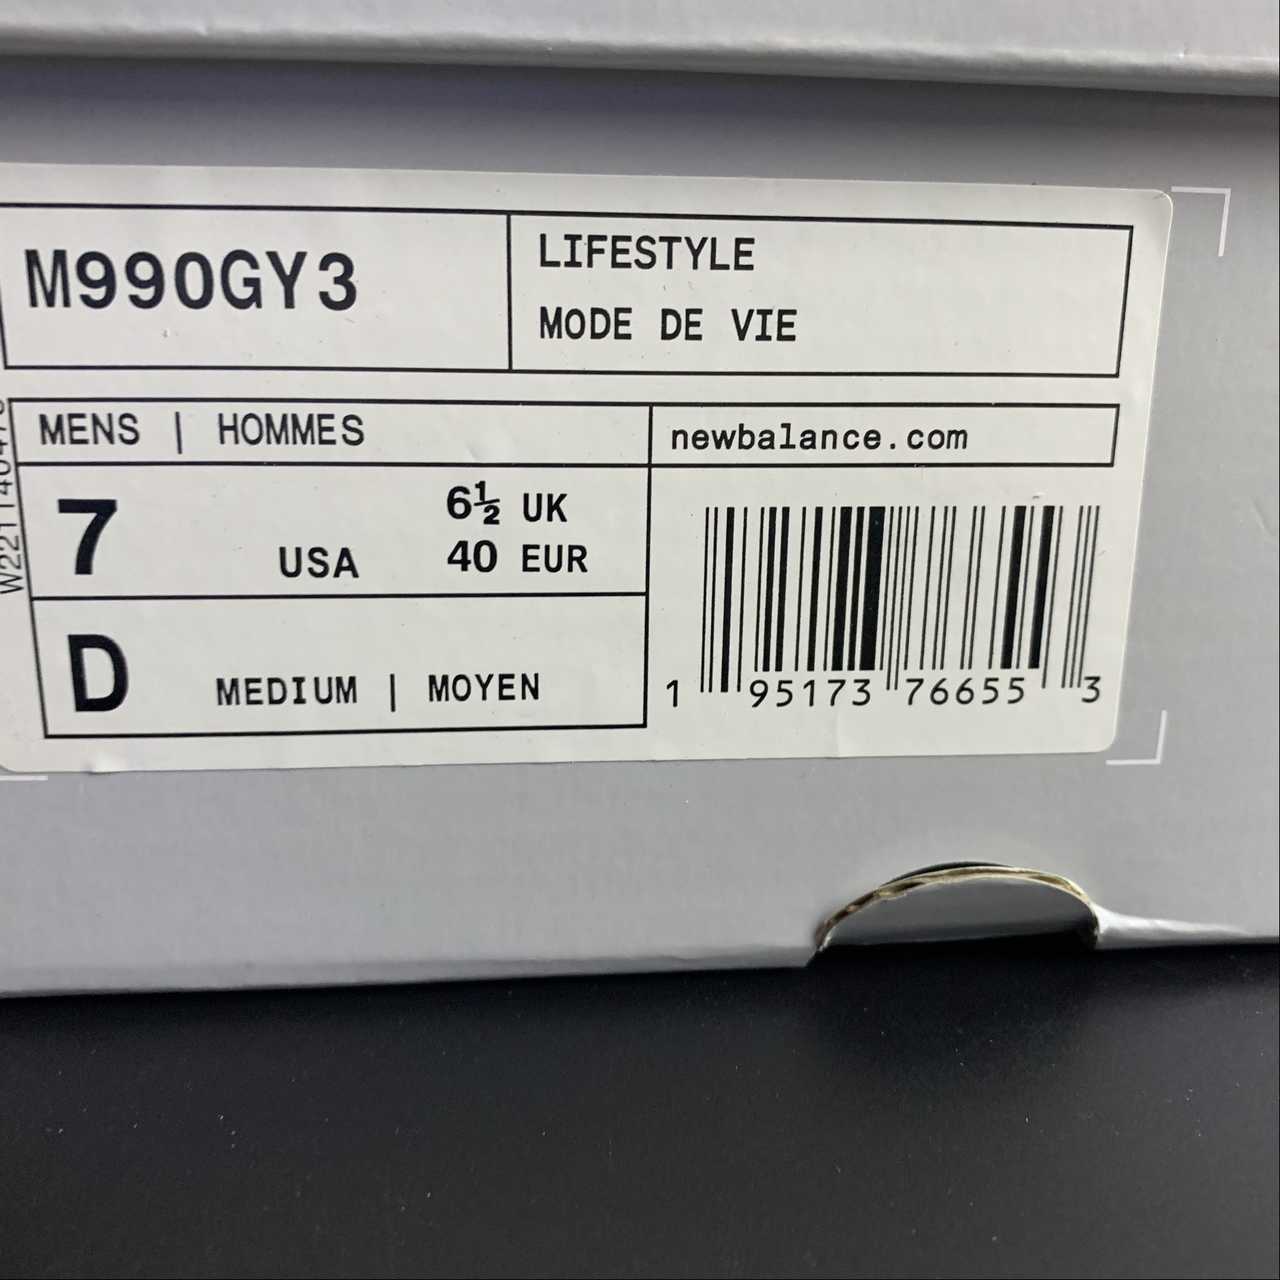 M990GY3
LIFESTYLE
MODE DE VIE
MENS | HOMMES
newbalance.com
7 USA
6½ UK
40 EUR
D MEDIUM | MOYEN
1 95173 76655 3